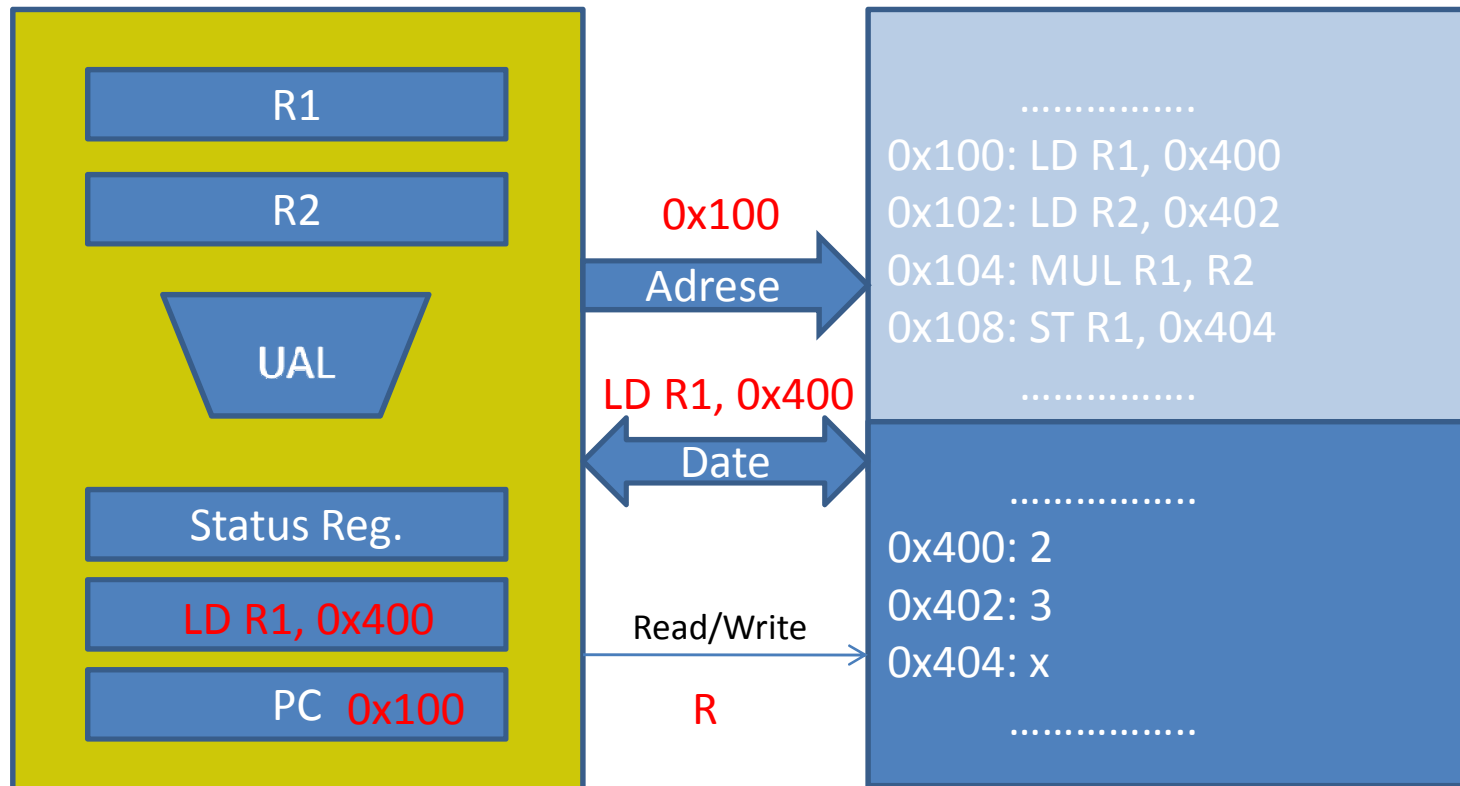 R1
R2
UAL
Status Reg.
LD R1, 0x400
PC 0x100
0x100
Adrese
LD R1, 0x400
Date
Read/Write
R
…………….
0x100: LD R1, 0x400
0x102: LD R2, 0x402
0x104: MUL R1, R2
0x108: ST R1, 0x404
…………….
……………..
0x400: 2
0x402: 3
0x404: x
……………..